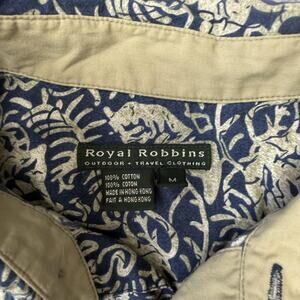 Royal Robbins
OUTDOOR + TRAVEL CLOTHING
100% COTTON
100% COTON
MADE IN HONG KONG
FAIT A HONG KONG
M